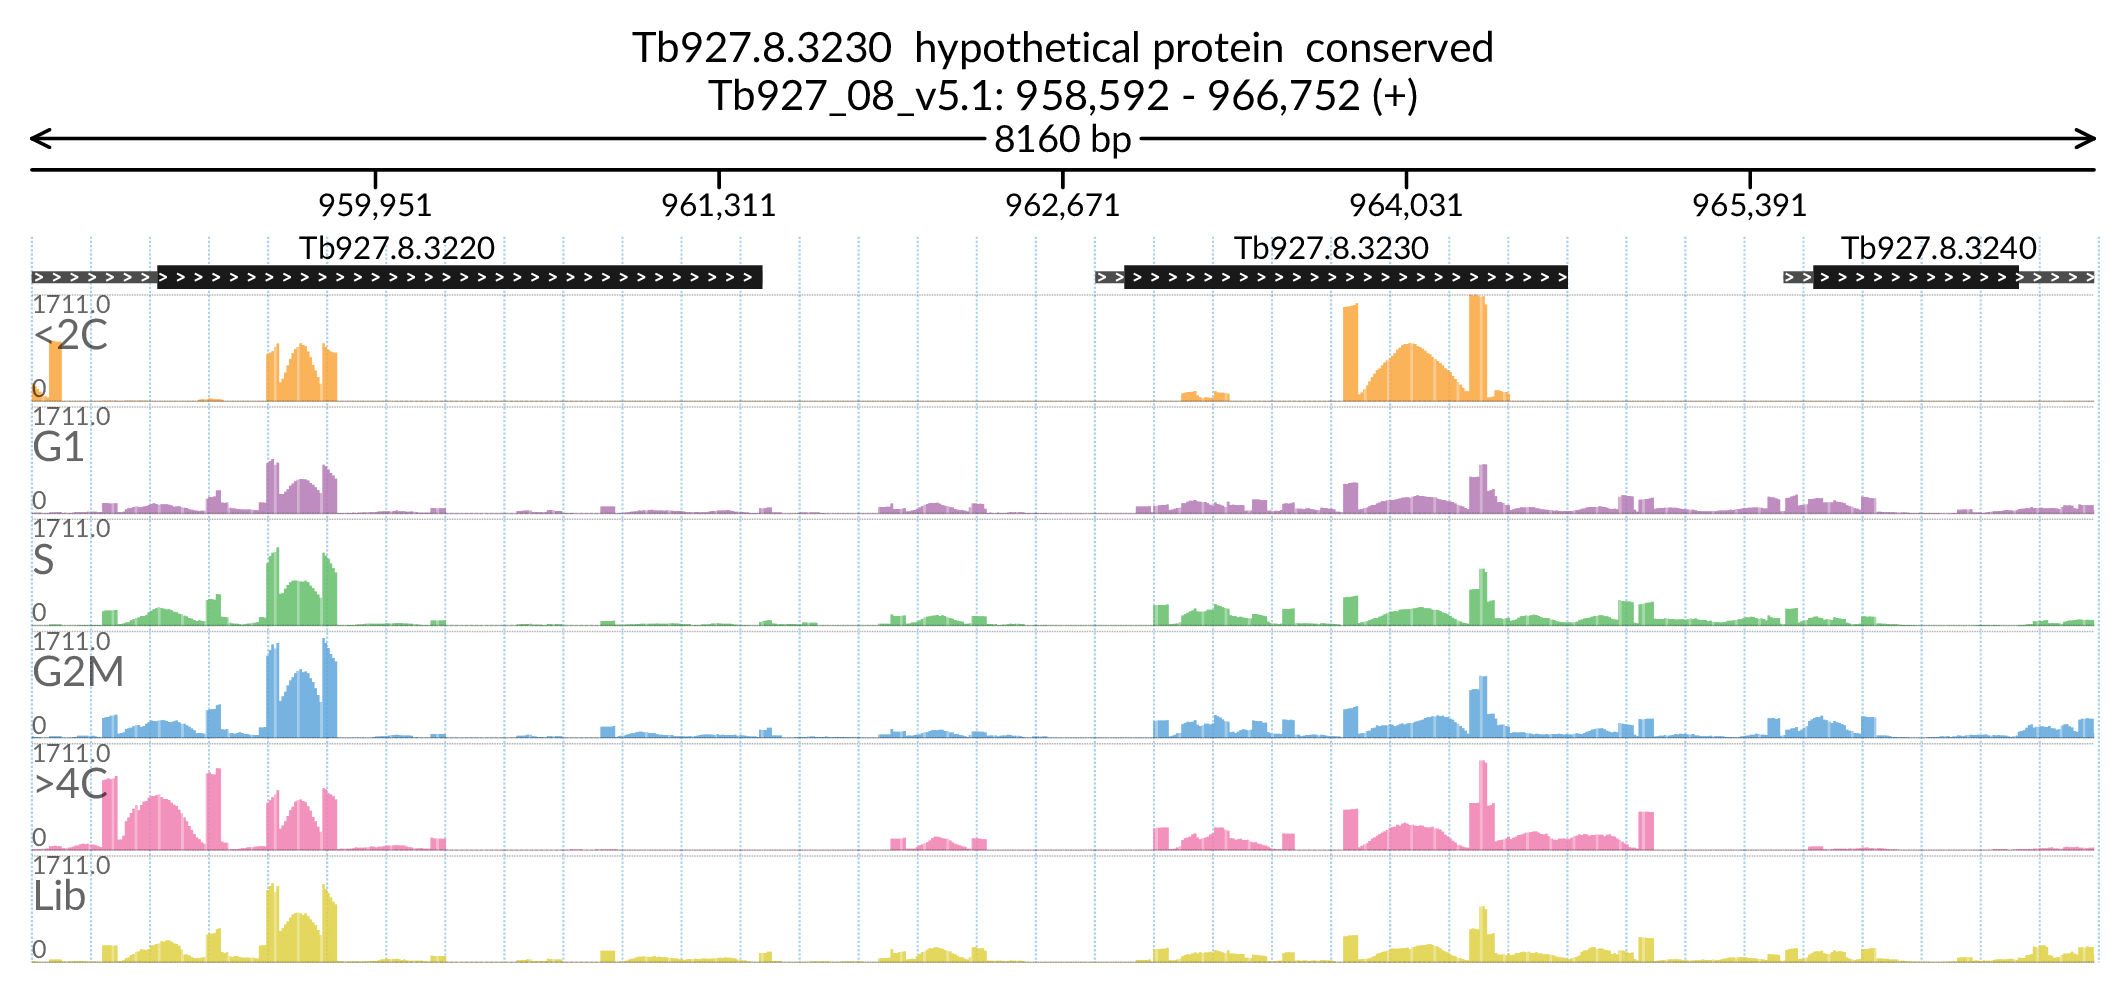 Tb927.8.3230  hypothetical protein  conserved
Tb927_08_v5.1: 958,592 - 966,752 (+)
8160 bp
959,951 961,311 962,671 964,031 965,391
Tb927.8.3220 Tb927.8.3230 Tb927.8.3240
1711.0
<2C
0
1711.0
G1
0
1711.0
S
0
1711.0
G2M
0
1711.0
>4C
0
1711.0
Lib
0